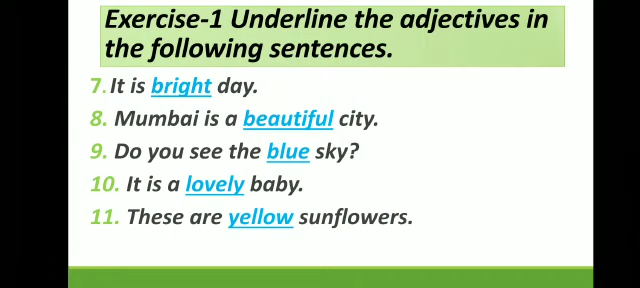 Exercise-1 Underline the adjectives in
the following sentences.
7. It is bright day.
8. Mumbai is a beautiful city.
9. Do you see the blue sky?
10. It is a lovely baby.
11. These are yellow sunflowers.